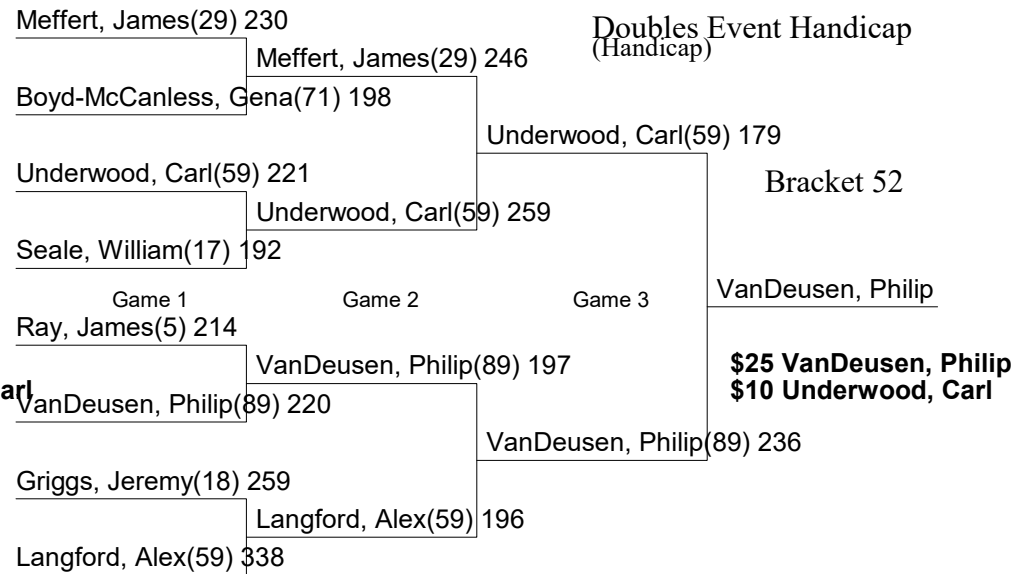 Meffert, James(29) 230
Doubles Event Handicap
(Handicap)
Meffert, James(29) 246
Boyd-McCanless, Gena(71) 198
Underwood, Carl(59) 179
Underwood, Carl(59) 221
Bracket 52
Underwood, Carl(59) 259
Seale, William(17) 192
Game 1 Game 2 Game 3
VanDeusen, Philip
Ray, James(5) 214
VanDeusen, Philip(89) 197
$25 VanDeusen, Philip
arl
$10 Underwood, Carl
VanDeusen, Philip(89) 220
VanDeusen, Philip(89) 236
Griggs, Jeremy(18) 259
Langford, Alex(59) 196
Langford, Alex(59) 338